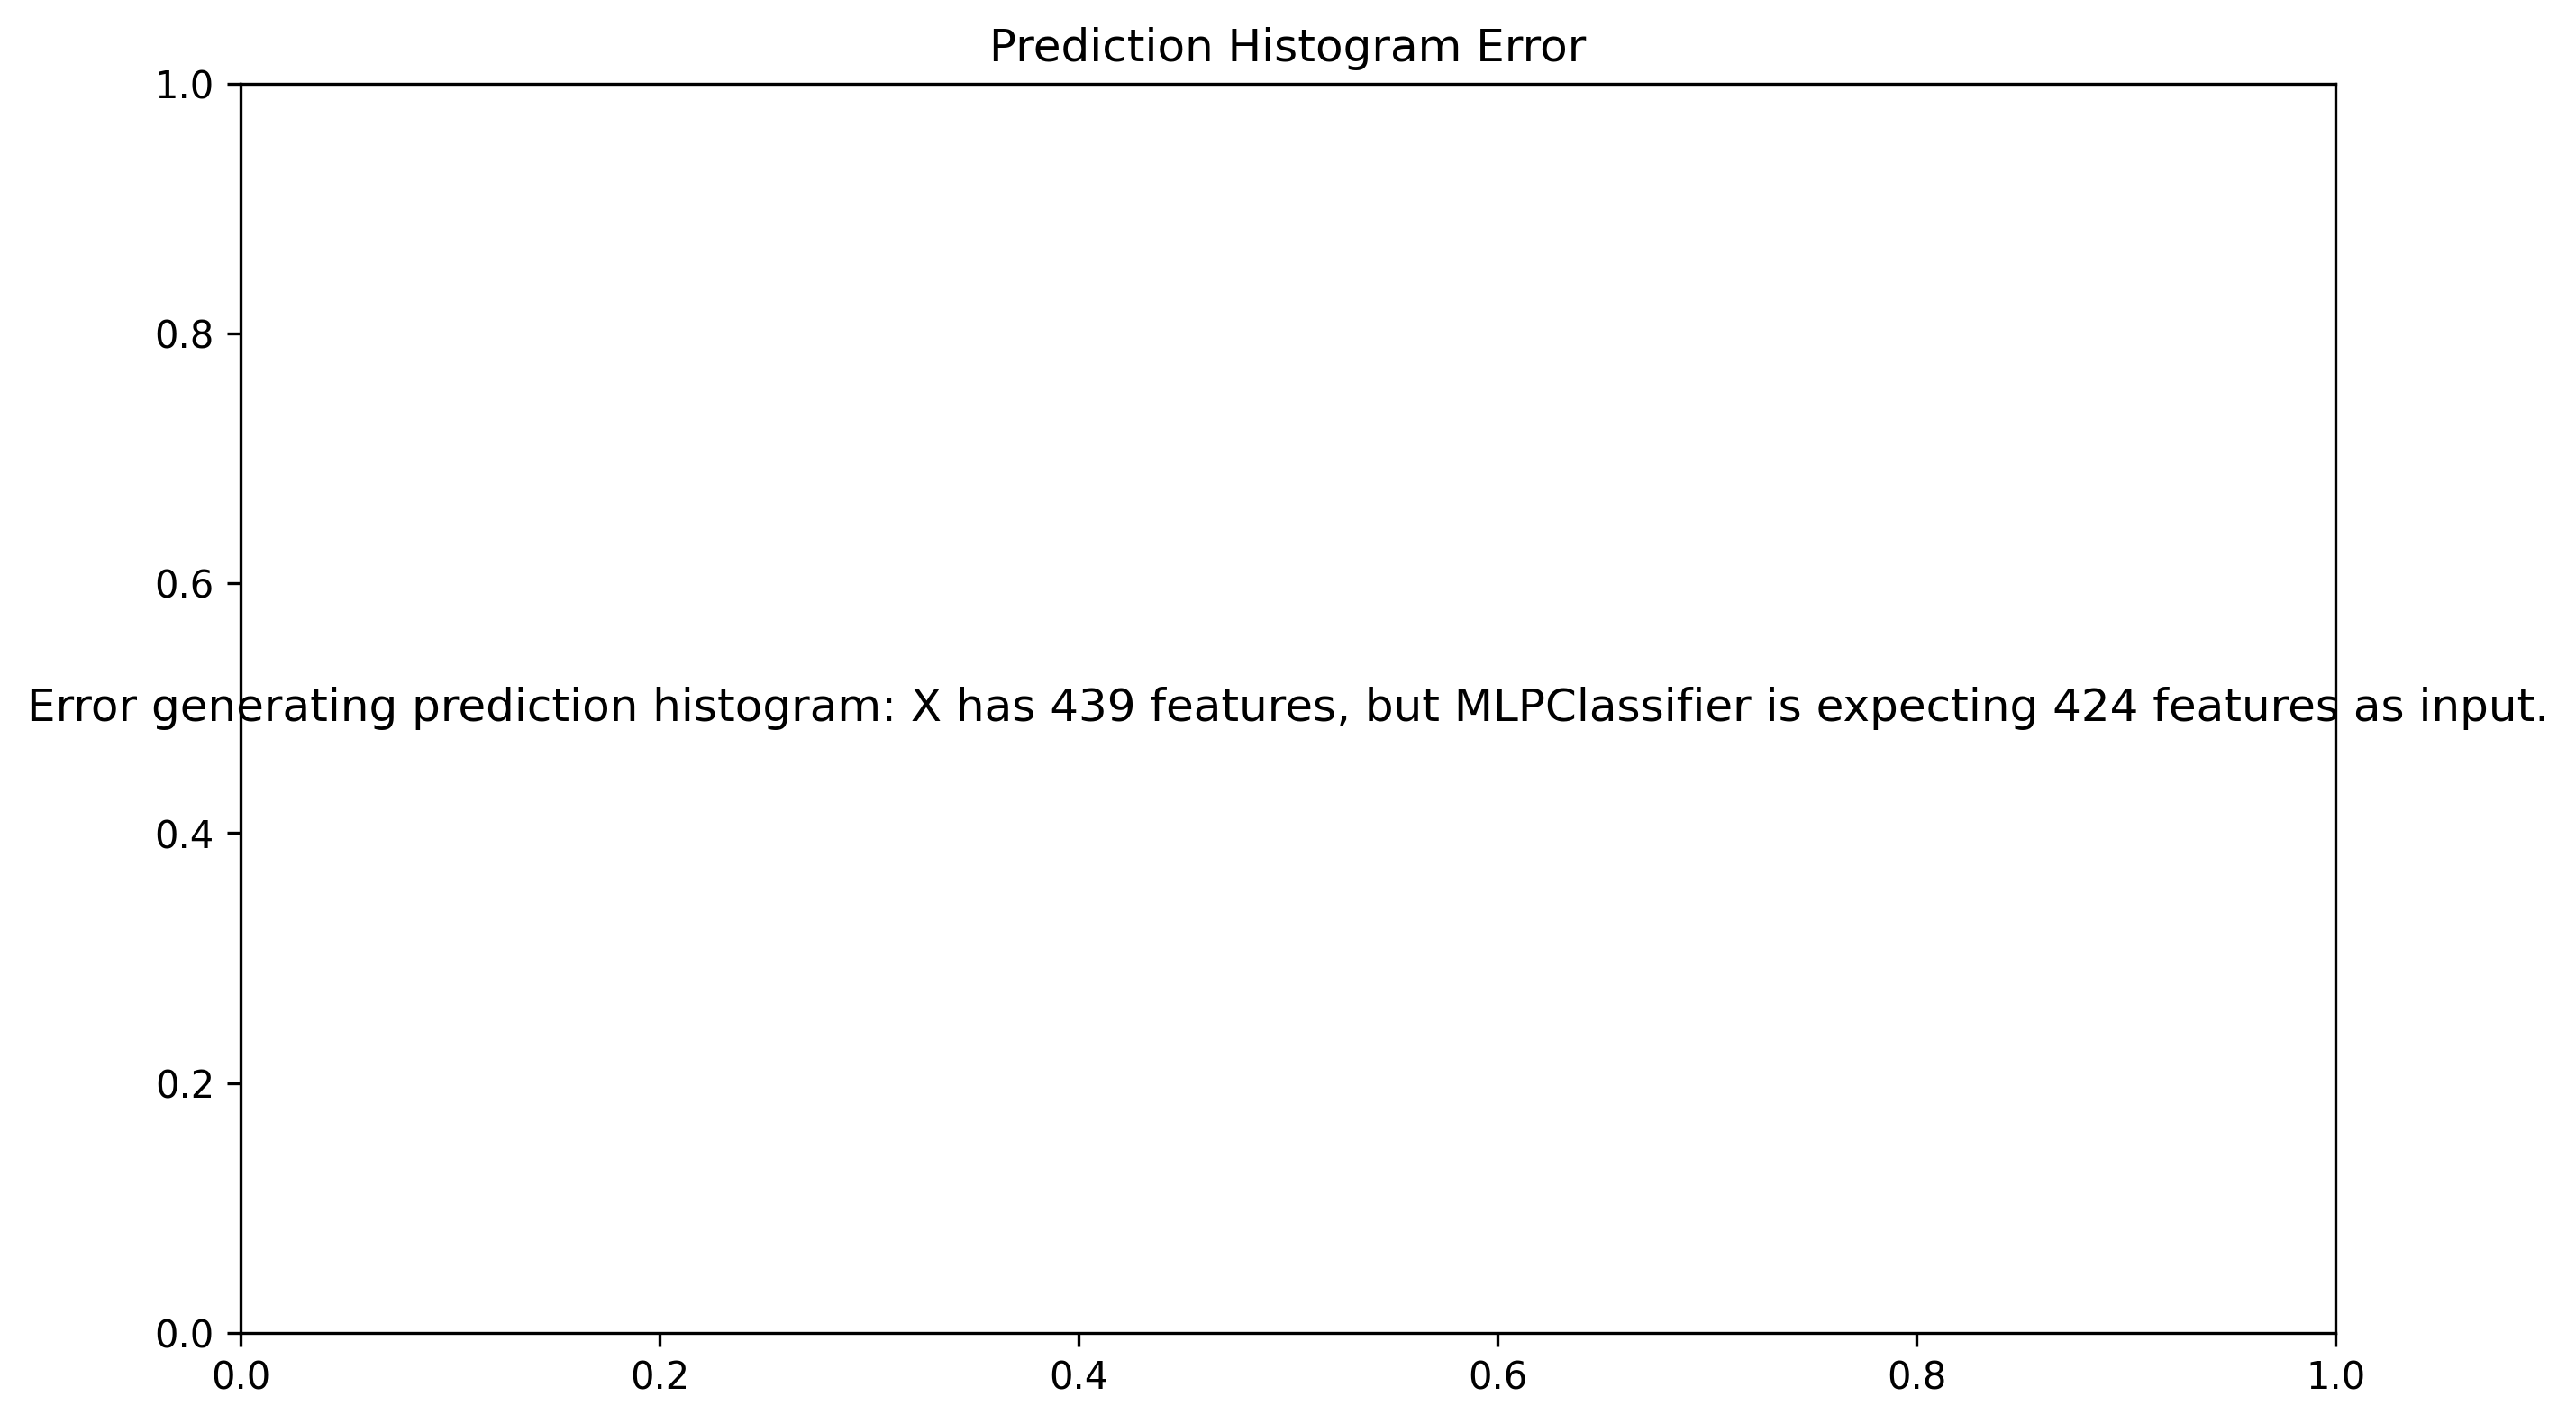 Prediction Histogram Error
1.0
0.8
0.6
Error generating prediction histogram: X has 439 features, but MLPClassifier is expecting 424 features as input.
0.4
0.2
0.0
0.0 0.2 0.4 0.6 0.8 1.0